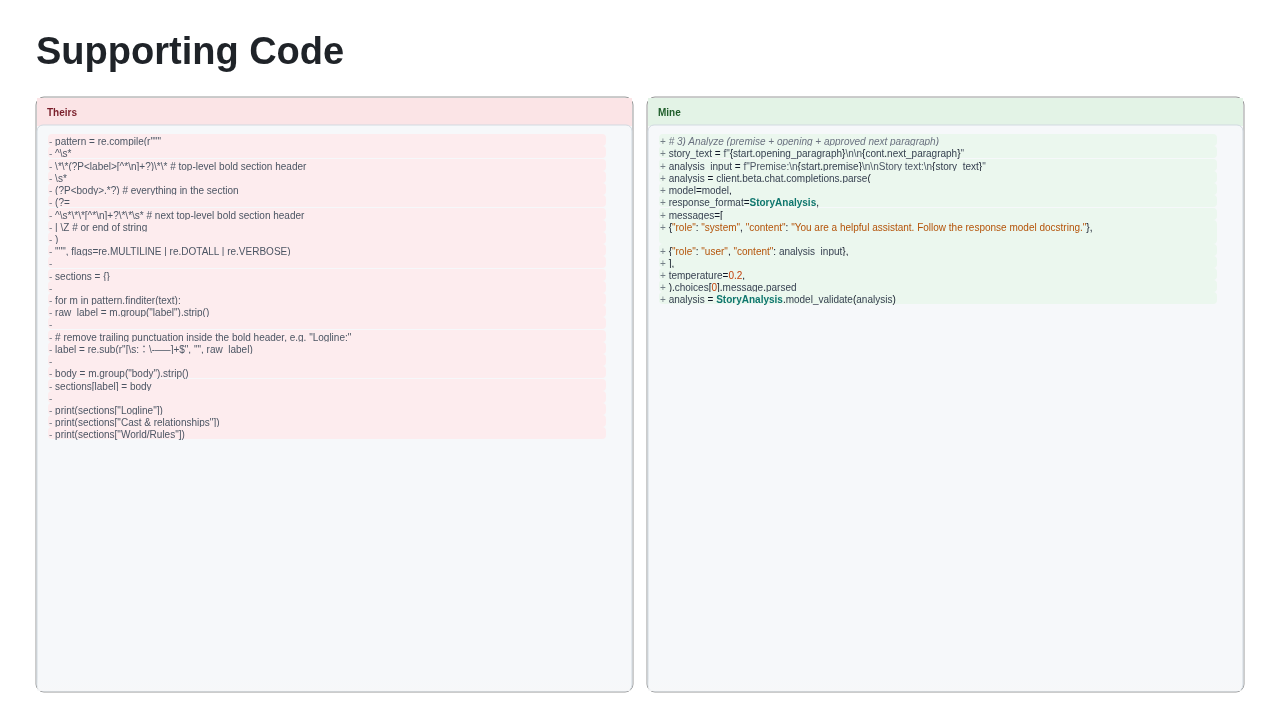 Supporting Code
Theirs
- pattern = re.compile(r"""
- ^\s*
- \*\*(?P<label>[^*\n]+?)\*\* # top-level bold section header
- \s*
- (?P<body>.*?) # everything in the section
- (?=
- ^\s*\*\*[^*\n]+?\*\*\s* # next top-level bold section header
- | \Z # or end of string
- )
- """, flags=re.MULTILINE | re.DOTALL | re.VERBOSE)
-
- sections = {}
-
- for m in pattern.finditer(text):
- raw_label = m.group("label").strip()
-
- # remove trailing punctuation inside the bold header, e.g. "Logline:"
- label = re.sub(r"[\s:：\-–—]+$", "", raw_label)
-
- body = m.group("body").strip()
- sections[label] = body
-
- print(sections["Logline"])
- print(sections["Cast & relationships"])
- print(sections["World/Rules"])
Mine
+ # 3) Analyze (premise + opening + approved next paragraph)
+ story_text = f"{start.opening_paragraph}\n\n{cont.next_paragraph}"
+ analysis_input = f"Premise:\n{start.premise}\n\nStory text:\n{story_text}"
+ analysis = client.beta.chat.completions.parse(
+ model=model,
+ response_format=StoryAnalysis,
+ messages=[
+ {"role": "system", "content": "You are a helpful assistant. Follow the response model docstring."},
+ {"role": "user", "content": analysis_input},
+ ],
+ temperature=0.2,
+ ).choices[0].message.parsed
+ analysis = StoryAnalysis.model_validate(analysis)